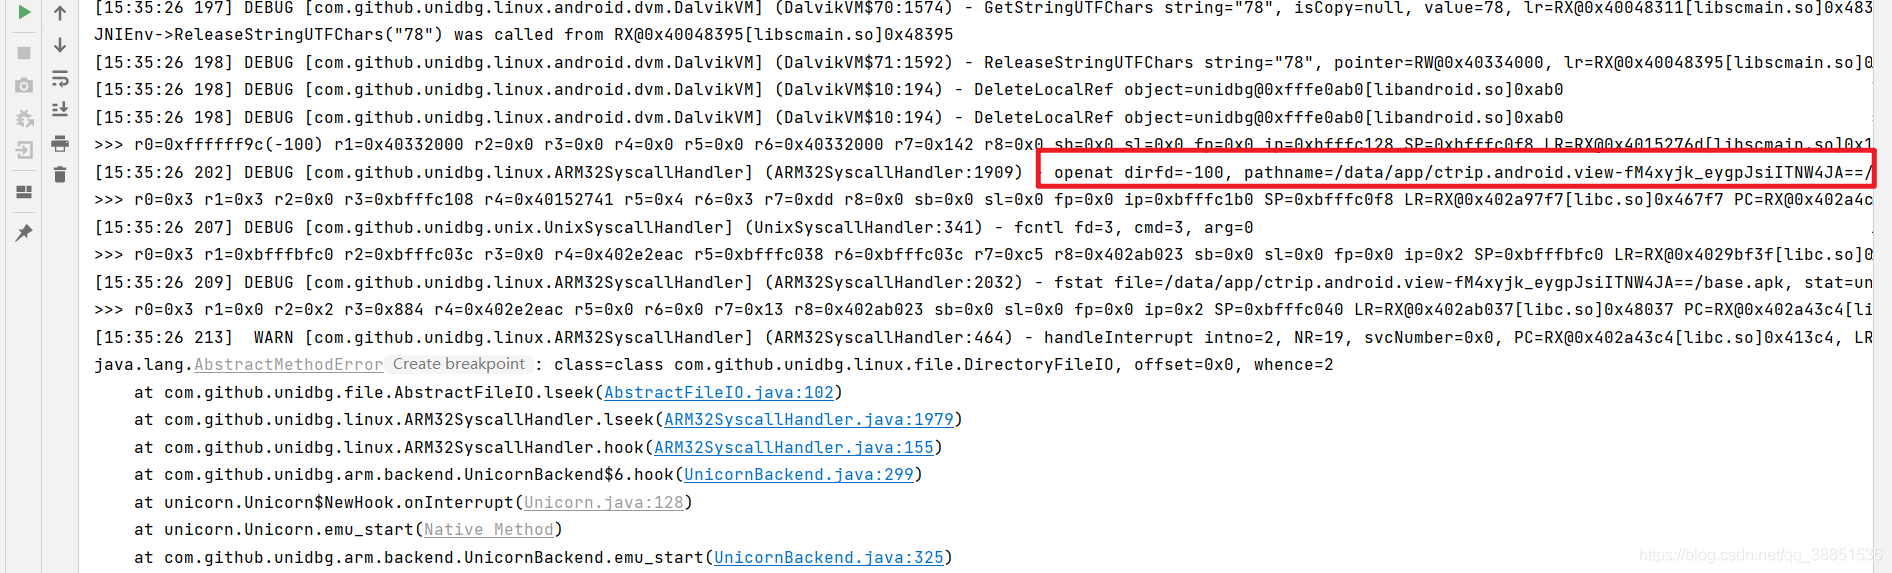 [15:35:26 197] DEBUG [com.github.unidbg.linux.android.dvm.DalvikVM] (DalvikVM$70:1574) - GetStringUTFChars string="78", isCopy=null, value=78, lr=RX@0x40048311[libscmain.so]0x483
JNIEnv->ReleaseStringUTFChars("78") was called from RX@0x40048395[libscmain.so]0x48395
[15:35:26 198] DEBUG [com.github.unidbg.linux.android.dvm.DalvikVM] (DalvikVM$71:1592) - ReleaseStringUTFChars string="78", pointer=RW@0x40334000, lr=RX@0x40048395[libscmain.so]0
[15:35:26 198] DEBUG [com.github.unidbg.linux.android.dvm.DalvikVM] (DalvikVM$10:194) - DeleteLocalRef object=unidbg@0xfffe0ab0[libandroid.so]0xab0
[15:35:26 198] DEBUG [com.github.unidbg.linux.android.dvm.DalvikVM] (DalvikVM$10:194) - DeleteLocalRef object=unidbg@0xfffe0ab0[libandroid.so]0xab0
>>> r0=0xffffff9c(-100) r1=0x40332000 r2=0x0 r3=0x0 r4=0x0 r5=0x0 r6=0x40332000 r7=0x142 r8=0x0 sb=0x0 sl=0x0 fp=0x0 ip=0xbfffc128 SP=0xbfffc0f8 LR=RX@0x4015276d[libscmain.so]0x1
[15:35:26 202] DEBUG [com.github.unidbg.linux.ARM32SyscallHandler] (ARM32SyscallHandler:1909) - openat dirfd=-100, pathname=/data/app/ctrip.android.view-fM4xyjk_eygpJsiITNW4JA==/
>>> r0=0x3 r1=0x3 r2=0x0 r3=0xbfffc108 r4=0x40152741 r5=0x4 r6=0x3 r7=0xdd r8=0x0 sb=0x0 sl=0x0 fp=0x0 ip=0xbfffc1b0 SP=0xbfffc0f8 LR=RX@0x402a97f7[libc.so]0x467f7 PC=RX@0x402a4c
[15:35:26 207] DEBUG [com.github.unidbg.unix.UnixSyscallHandler] (UnixSyscallHandler:341) - fcntl fd=3, cmd=3, arg=0
>>> r0=0x3 r1=0xbfffbfc0 r2=0xbfffc03c r3=0x0 r4=0x402e2eac r5=0xbfffc038 r6=0xbfffc03c r7=0xc5 r8=0x402ab023 sb=0x0 sl=0x0 fp=0x0 ip=0x2 SP=0xbfffbfc0 LR=RX@0x4029bf3f[libc.so]0
[15:35:26 209] DEBUG [com.github.unidbg.linux.ARM32SyscallHandler] (ARM32SyscallHandler:2032) - fstat file=/data/app/ctrip.android.view-fM4xyjk_eygpJsiITNW4JA==/base.apk, stat=un
>>> r0=0x3 r1=0x0 r2=0x2 r3=0x884 r4=0x402e2eac r5=0x0 r6=0x0 r7=0x13 r8=0x402ab023 sb=0x0 sl=0x0 fp=0x0 ip=0x2 SP=0xbfffc040 LR=RX@0x402ab037[libc.so]0x48037 PC=RX@0x402a43c4[li
[15:35:26 213]  WARN [com.github.unidbg.linux.ARM32SyscallHandler] (ARM32SyscallHandler:464) - handleInterrupt intno=2, NR=19, svcNumber=0x0, PC=RX@0x402a43c4[libc.so]0x413c4, LR
java.lang.AbstractMethodError Create breakpoint : class=class com.github.unidbg.linux.file.DirectoryFileIO, offset=0x0, whence=2
at com.github.unidbg.file.AbstractFileIO.lseek(AbstractFileIO.java:102)
at com.github.unidbg.linux.ARM32SyscallHandler.lseek(ARM32SyscallHandler.java:1979)
at com.github.unidbg.linux.ARM32SyscallHandler.hook(ARM32SyscallHandler.java:155)
at com.github.unidbg.arm.backend.UnicornBackend$6.hook(UnicornBackend.java:299)
at unicorn.Unicorn$NewHook.onInterrupt(Unicorn.java:128)
at unicorn.Unicorn.emu_start(Native Method)
at com.github.unidbg.arm.backend.UnicornBackend.emu_start(UnicornBackend.java:325)
https://blog.csdn.net/qq_38851536